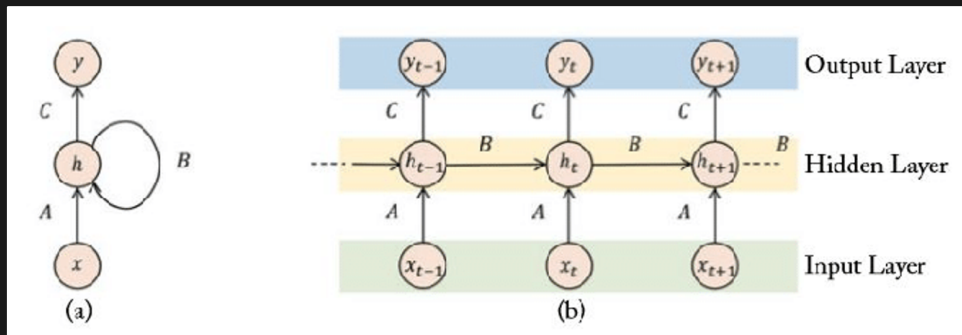 y
C
h
B
A
x
(a)
y_{t-1} y_t y_{t+1} Output Layer
C C C
B B B
h_{t-1} h_t h_{t+1} Hidden Layer
A A A
x_{t-1} x_t x_{t+1} Input Layer
(b)